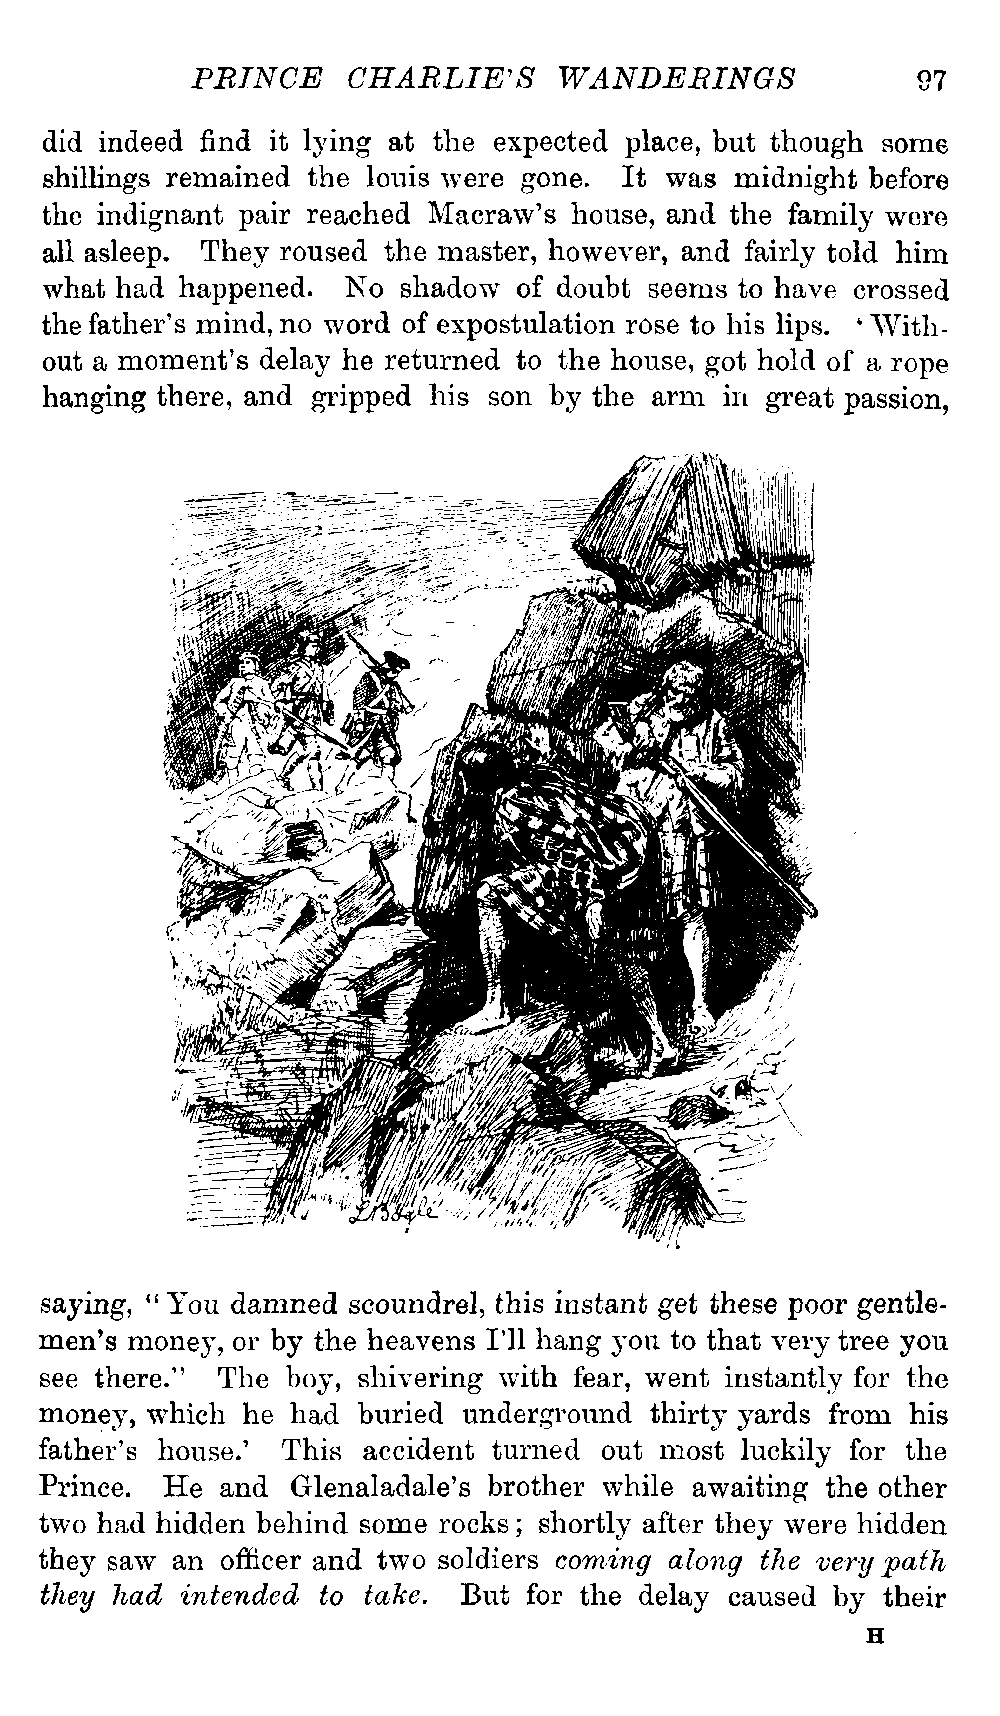 PRINCE CHARLIE'S WANDERINGS 97
did indeed find it lying at the expected place, but though some
shillings remained the louis were gone. It was midnight before
the indignant pair reached Macraw's house, and the family were
all asleep. They roused the master, however, and fairly told him
what had happened. No shadow of doubt seems to have crossed
the father's mind, no word of expostulation rose to his lips. ‘With-
out a moment's delay he returned to the house, got hold of a rope
hanging there, and gripped his son by the arm in great passion,
L Bogle
saying, “You damned scoundrel, this instant get these poor gentle-
men's money, or by the heavens I'll hang you to that very tree you
see there.” The boy, shivering with fear, went instantly for the
money, which he had buried underground thirty yards from his
father's house.’ This accident turned out most luckily for the
Prince. He and Glenaladale's brother while awaiting the other
two had hidden behind some rocks; shortly after they were hidden
they saw an officer and two soldiers coming along the very path
they had intended to take. But for the delay caused by their
H